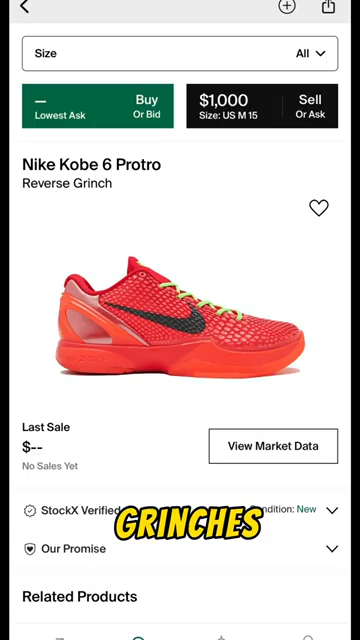 Size All
— Buy $1,000 Sell
Lowest Ask Or Bid Size: US M 15 Or Ask
Nike Kobe 6 Protro
Reverse Grinch
Last Sale
$--
No Sales Yet
View Market Data
StockX Verified Condition: New
GRINCHES
Our Promise
Related Products